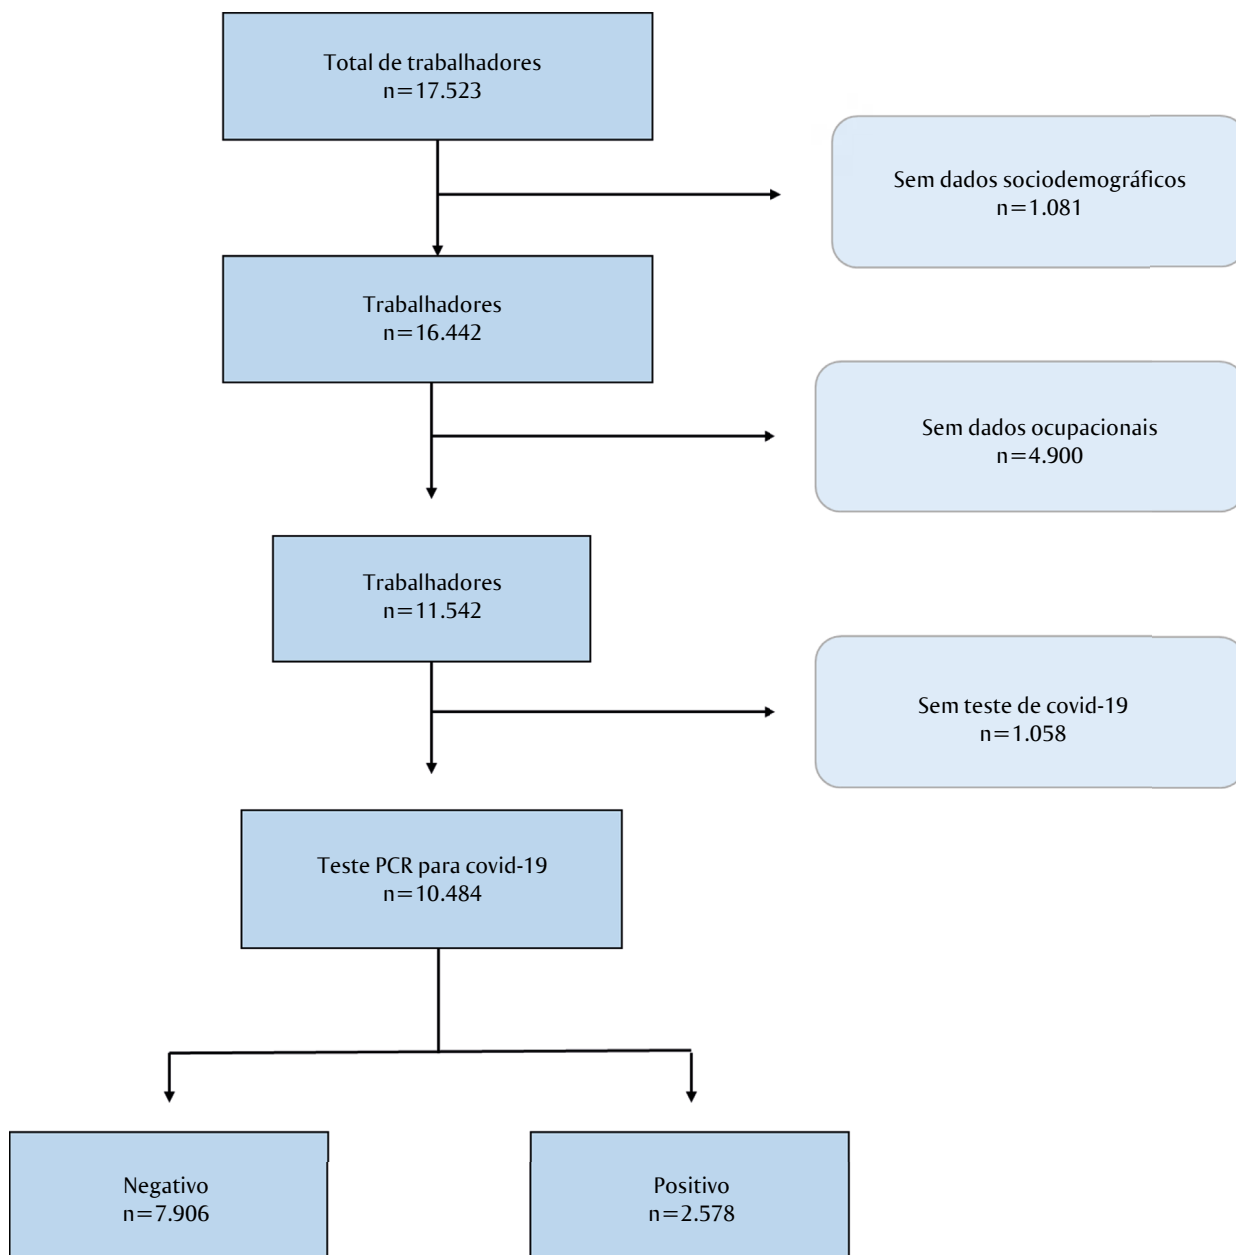 Total de trabalhadores
n=17.523
Sem dados sociodemográficos
n=1.081
Trabalhadores
n=16.442
Sem dados ocupacionais
n=4.900
Trabalhadores
n=11.542
Sem teste de covid-19
n=1.058
Teste PCR para covid-19
n=10.484
Negativo
n=7.906
Positivo
n=2.578